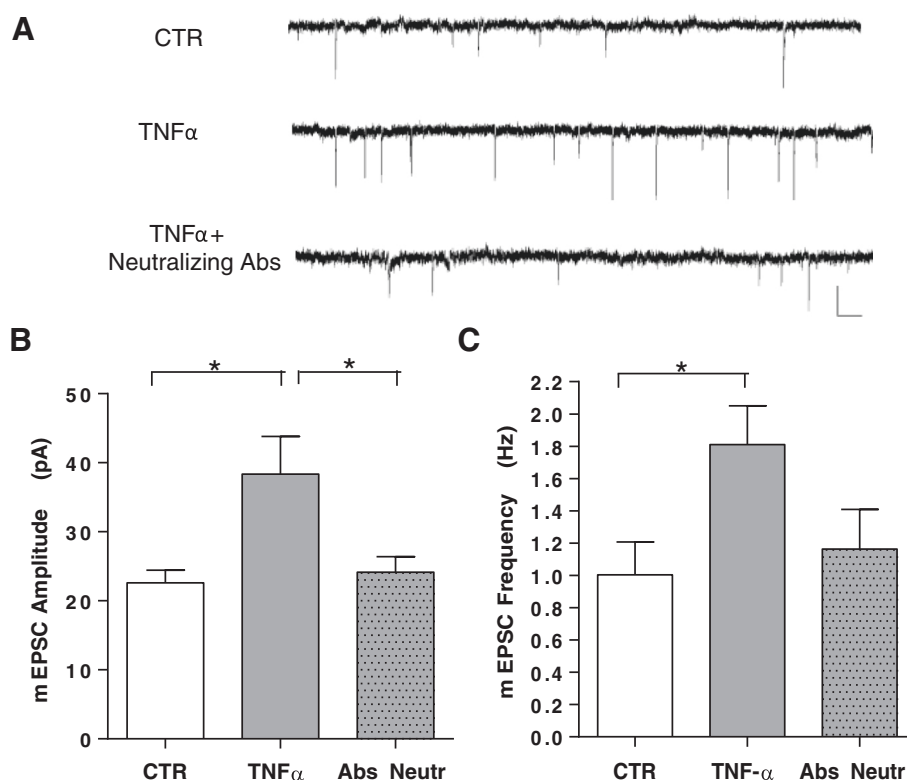 A
CTR
TNFα
TNFα+
Neutralizing Abs
B
*
*
50
40
30
20
10
0
mEPSC Amplitude (pA)
CTR
TNFα
Abs Neutr
C
*
2.2
2.0
1.8
1.6
1.4
1.2
1.0
0.8
0.6
0.4
0.2
0.0
mEPSC Frequency (Hz)
CTR
TNF-α
Abs Neutr